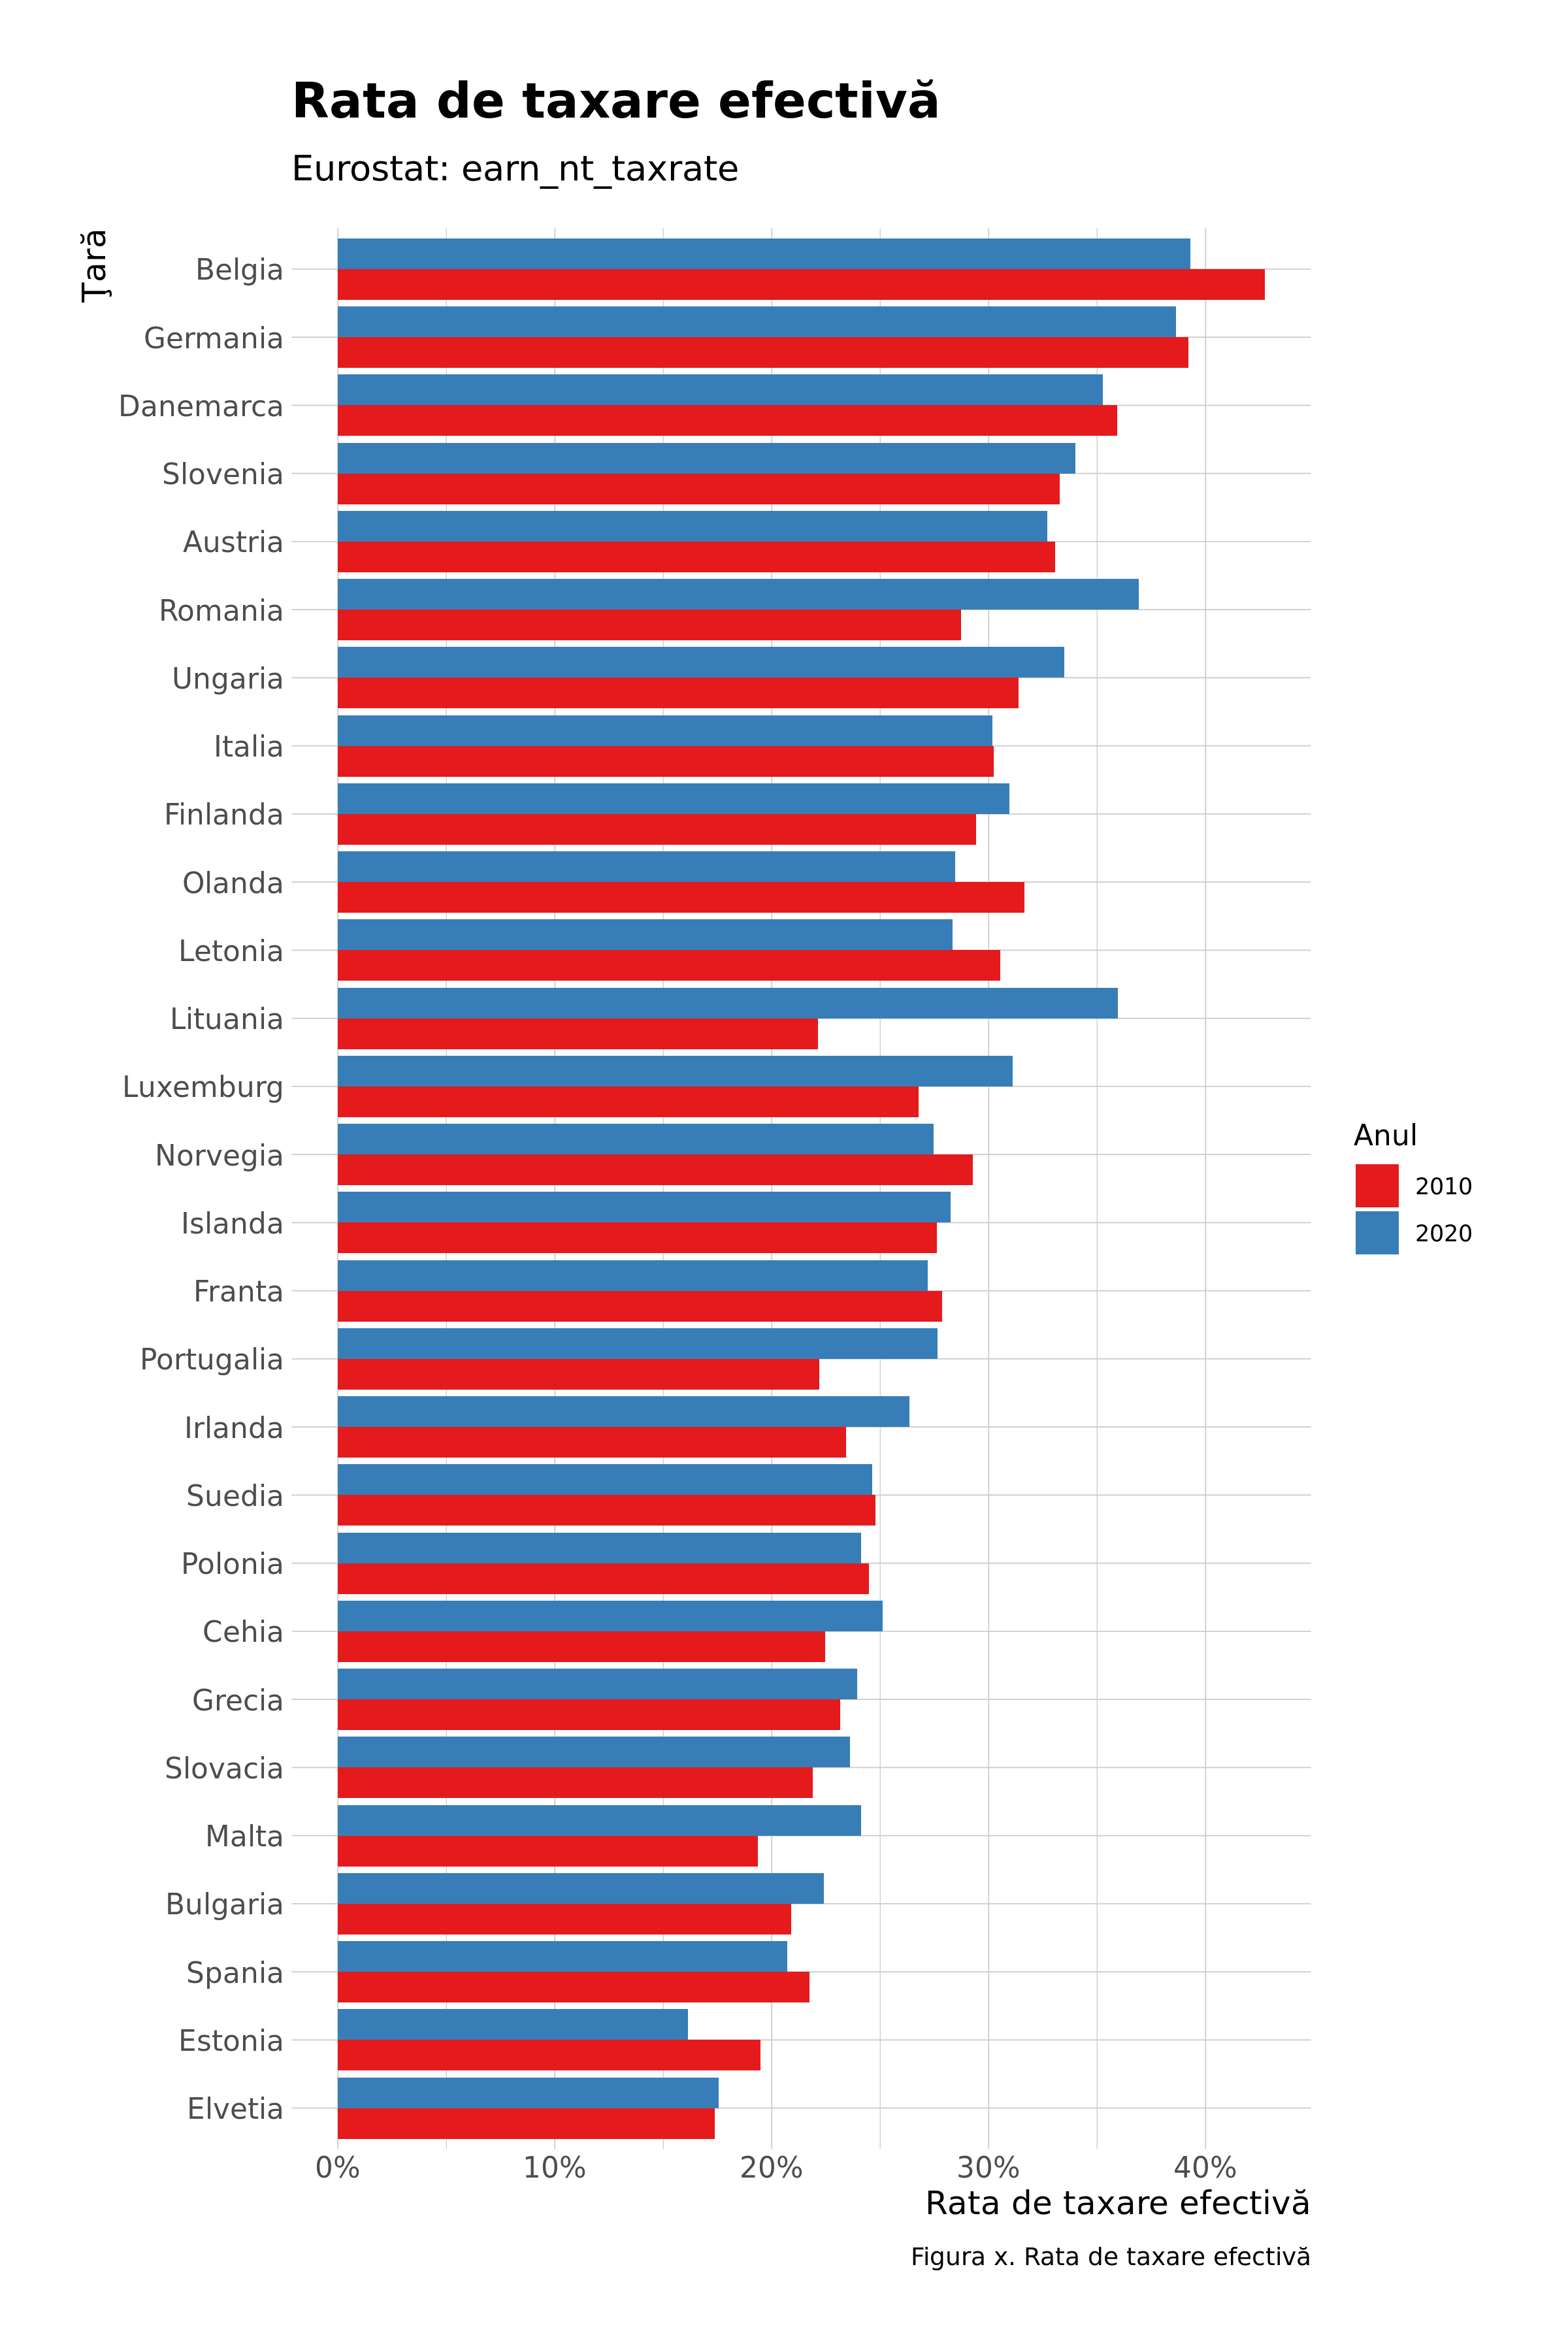 Rata de taxare efectivă
Eurostat: earn_nt_taxrate
Ţară
Belgia
Germania
Danemarca
Slovenia
Austria
Romania
Ungaria
Italia
Finlanda
Olanda
Letonia
Lituania
Luxemburg
Norvegia
Islanda
Franta
Portugalia
Irlanda
Suedia
Polonia
Cehia
Grecia
Slovacia
Malta
Bulgaria
Spania
Estonia
Elvetia
0% 10% 20% 30% 40%
Rata de taxare efectivă
Figura x. Rata de taxare efectivă
Anul
2010
2020